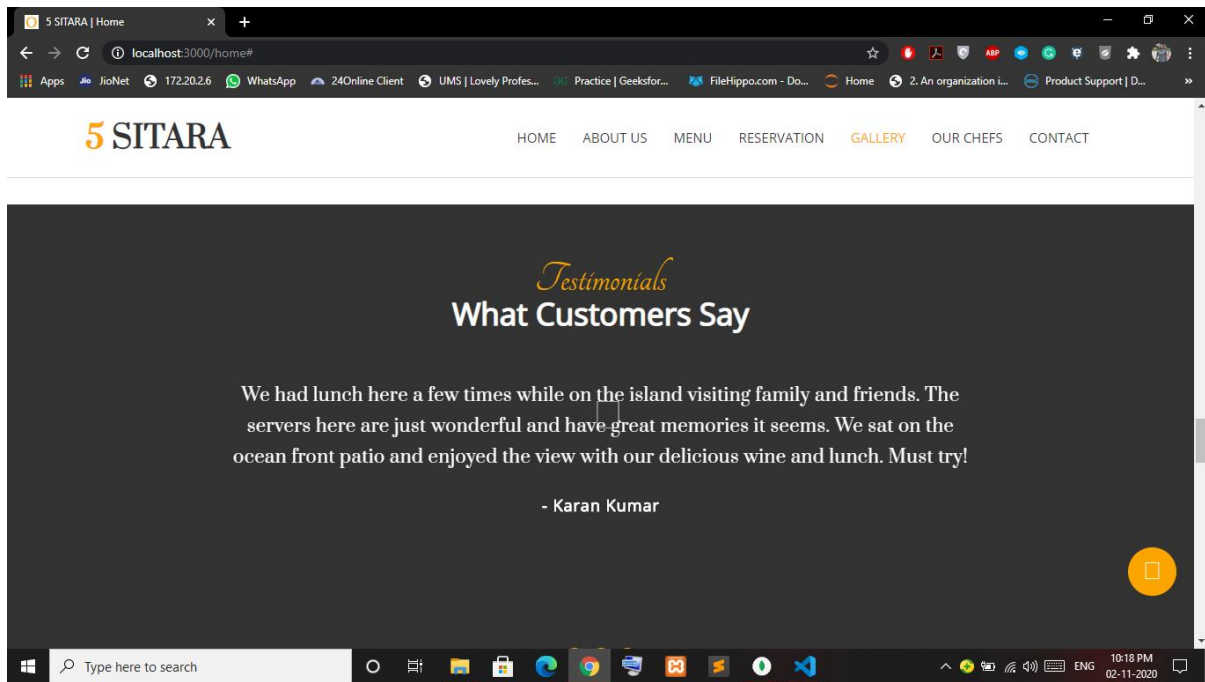 5 SITARA | Home
localhost:3000/home#
ABP
Apps
Jio
JioNet
172.20.2.6
WhatsApp
24Online Client
UMS | Lovely Profes...
Practice | Geeksfor...
FileHippo.com - Do...
Home
2. An organization i...
Product Support | D...
»
5 SITARA
HOME ABOUT US MENU RESERVATION GALLERY OUR CHEFS CONTACT
Testimonials
What Customers Say
We had lunch here a few times while on the island visiting family and friends. The
servers here are just wonderful and have great memories it seems. We sat on the
ocean front patio and enjoyed the view with our delicious wine and lunch. Must try!
- Karan Kumar
Type here to search
ENG
10:18 PM
02-11-2020